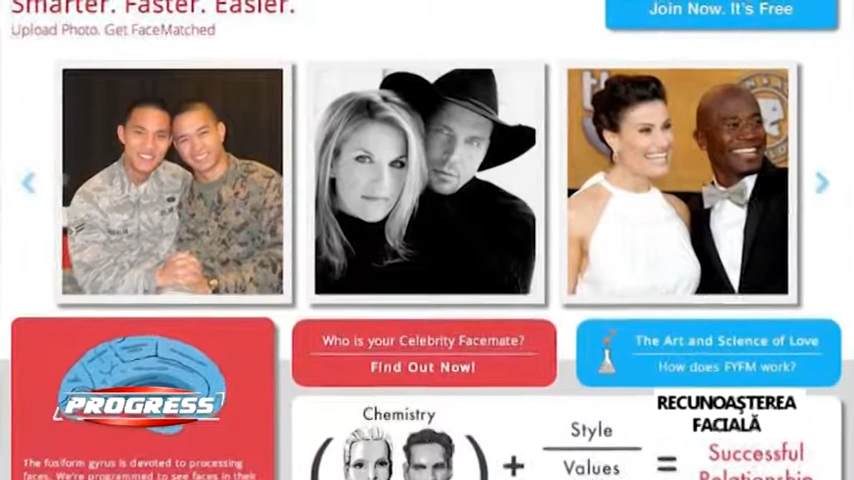 Smarter. Faster. Easier.
Upload Photo. Get FaceMatched
Join Now. It's Free
Who is your Celebrity Facemate?
Find Out Now!
The Art and Science of Love
How does FYFM work?
PROGRESS
RECUNOAȘTEREA
FACIALĂ
Chemistry
Style
Values
+
=
Successful
Relationship
The fusiform gyrus is devoted to processing
faces. We're programmed to see faces in their